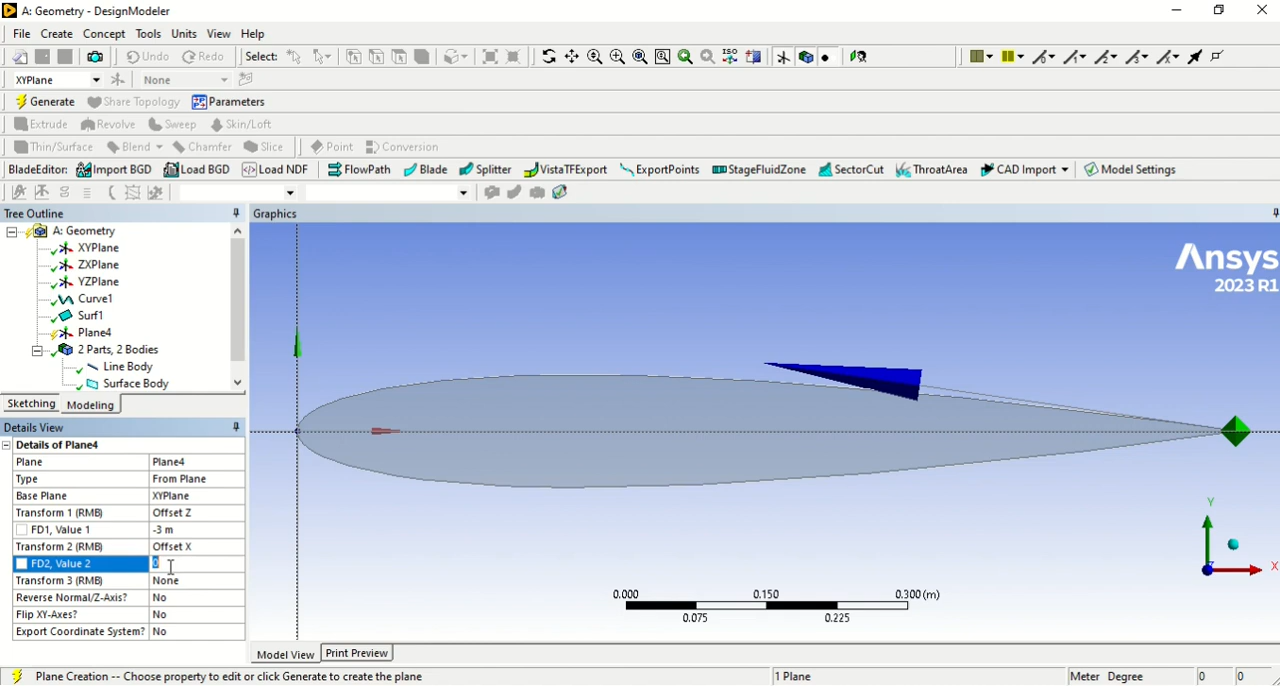 A: Geometry - DesignModeler
File Create Concept Tools Units View Help
Undo Redo Select: ISO
XYPlane None
Generate Share Topology Parameters
Extrude Revolve Sweep Skin/Loft
Thin/Surface Blend Chamfer Slice Point Conversion
BladeEditor: Import BGD Load BGD Load NDF FlowPath Blade Splitter VistaTFExport ExportPoints StageFluidZone SectorCut ThroatArea CAD Import Model Settings
Tree Outline
Graphics
A: Geometry
XYPlane
ZXPlane
YZPlane
Curve1
Surf1
Plane4
2 Parts, 2 Bodies
Line Body
Surface Body
Sketching Modeling
Details View
Details of Plane4
Plane Plane4
Type From Plane
Base Plane XYPlane
Transform 1 (RMB) Offset Z
FD1, Value 1 -3 m
Transform 2 (RMB) Offset X
FD2, Value 2 0
Transform 3 (RMB) None
Reverse Normal/Z-Axis? No
Flip XY-Axes? No
Export Coordinate System? No
Ansys
2023 R1
Y
X
0.000 0.150 0.300 (m)
0.075 0.225
Model View Print Preview
Plane Creation -- Choose property to edit or click Generate to create the plane 1 Plane Meter Degree 0 0